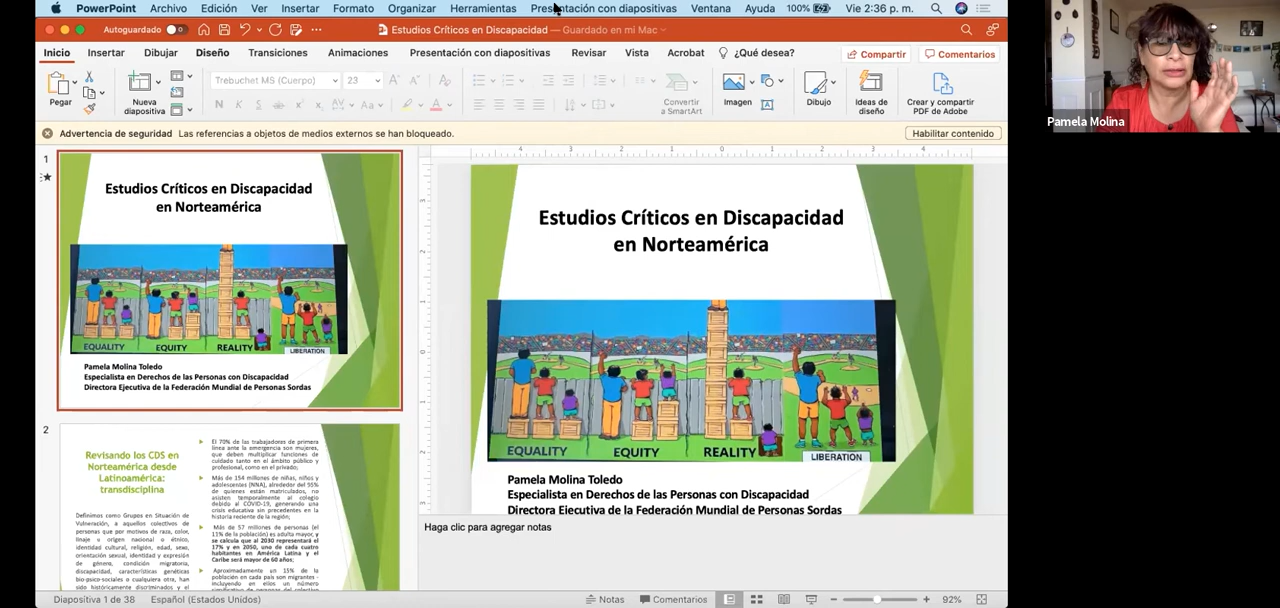 PowerPoint Archivo Edición Ver Insertar Formato Organizar Herramientas Presentación con diapositivas Ventana Ayuda 100% Vie 2:36 p. m.
Autoguardado Estudios Críticos en Discapacidad — Guardado en mi Mac
Inicio Insertar Dibujar Diseño Transiciones Animaciones Presentación con diapositivas Revisar Vista Acrobat ¿Qué desea? Compartir Comentarios
Trebuchet MS (Cuerpo) 23
Pegar
Nueva
diapositiva
Convertir
a SmartArt
Imagen
Dibujo
Ideas de
diseño
Crear y compartir
PDF de Adobe
Advertencia de seguridad Las referencias a objetos de medios externos se han bloqueado. Habilitar contenido
1
Estudios Críticos en Discapacidad
en Norteamérica
EQUALITY EQUITY REALITY LIBERATION
Pamela Molina Toledo
Especialista en Derechos de las Personas con Discapacidad
Directora Ejecutiva de la Federación Mundial de Personas Sordas
2
Revisando los CDS en
Norteamérica desde
Latinoamérica:
transdisciplina
Definimos como Grupos en Situación de
Vulneración, a aquellos colectivos de
personas que por motivos de raza, color,
linaje u origen nacional o étnico,
identidad cultural, religión, edad, sexo,
orientación sexual, identidad y expresión
de género, condición migratoria,
discapacidad, características genéticas
bio-psico-sociales o cualquiera otra, han
sido históricamente discriminados y el
El 70% de las trabajadores de primera
línea ante la emergencia son mujeres,
que deben multiplicar funciones de
cuidado tanto en el ámbito público y
profesional, como en el privado;
Más de 154 millones de niñas, niños y
adolescentes (NNA), alrededor del 95%
de quienes están matriculados, no
asisten temporalmente al colegio
debido al COVID-19, generando una
crisis educativa sin precedentes en la
historia reciente de la región;
Más de 57 millones de personas (el
11% de la población) es adulta mayor, y
se calcula que al 2030 representará el
17% y en 2050, uno de cada cuatro
habitantes en América Latina y el
Caribe será mayor de 60 años;
Aproximadamente un 15% de la
población en cada país son migrantes -
incluyendo en ellos un número
significativo de personas del colectivo
Estudios Críticos en Discapacidad
en Norteamérica
EQUALITY EQUITY REALITY LIBERATION
Pamela Molina Toledo
Especialista en Derechos de las Personas con Discapacidad
Directora Ejecutiva de la Federación Mundial de Personas Sordas
Haga clic para agregar notas
Diapositiva 1 de 38 Español (Estados Unidos) Notas Comentarios 92%
Pamela Molina